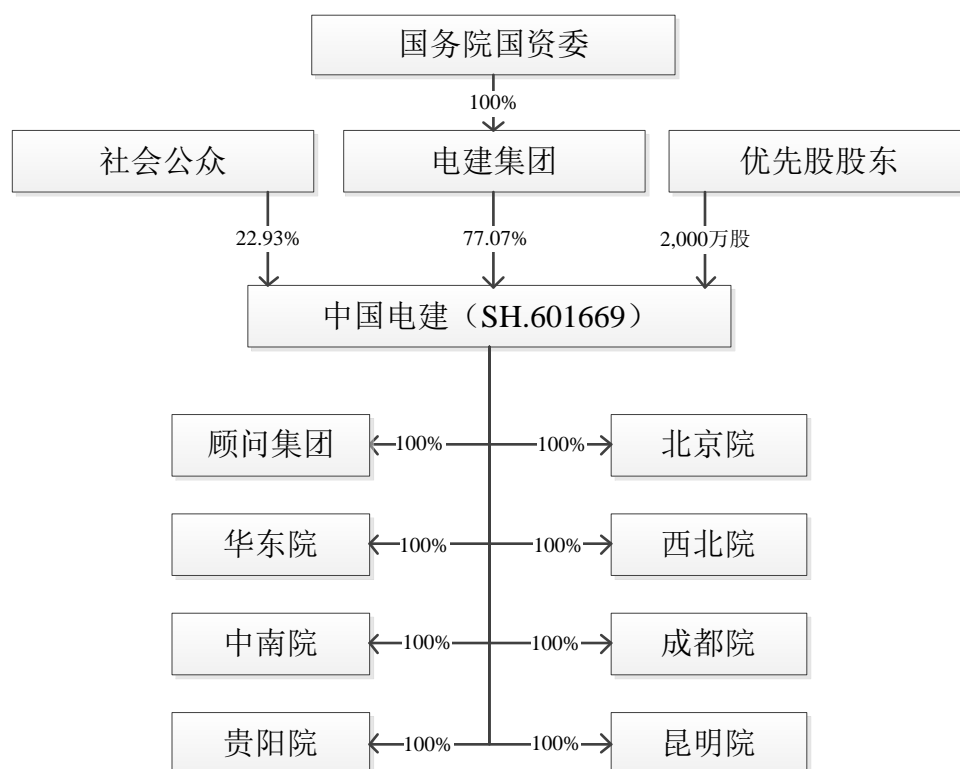 国务院国资委
100%
社会公众
电建集团
优先股股东
22.93%
77.07%
2,000万股
中国电建（SH.601669）
顾问集团
100%
100%
北京院
华东院
100%
100%
西北院
中南院
100%
100%
成都院
贵阳院
100%
100%
昆明院